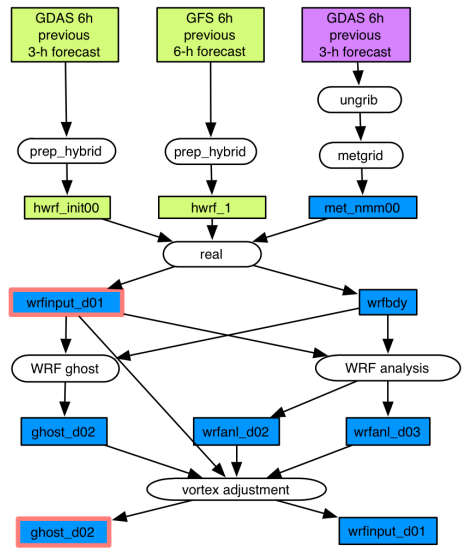 GDAS 6h
previous
3-h forecast
GFS 6h
previous
6-h forecast
GDAS 6h
previous
3-h forecast
ungrib
prep_hybrid
prep_hybrid
metgrid
hwrf_init00
hwrf_1
met_nmm00
real
wrfinput_d01
wrfbdy
WRF ghost
WRF analysis
ghost_d02
wrfanl_d02
wrfanl_d03
vortex adjustment
ghost_d02
wrfinput_d01